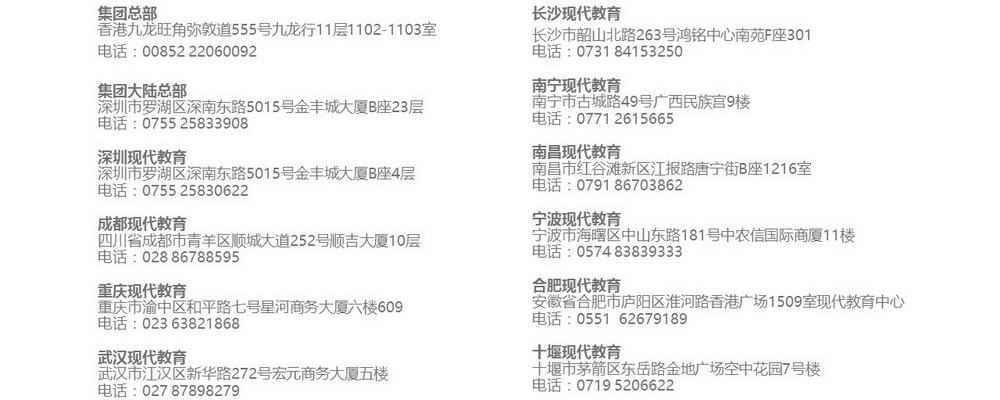 集团总部
香港九龙旺角弥敦道555号九龙行11层1102-1103室
电话：00852 22060092
集团大陆总部
深圳市罗湖区深南东路5015号金丰城大厦B座23层
电话：0755 25833908
深圳现代教育
深圳市罗湖区深南东路5015号金丰城大厦B座4层
电话：0755 25830622
成都现代教育
四川省成都市青羊区顺城大道252号顺吉大厦10层
电话：028 86788595
重庆现代教育
重庆市渝中区和平路七号星河商务大厦六楼609
电话：023 63821868
武汉现代教育
武汉市江汉区新华路272号宏元商务大厦五楼
电话：027 87898279
长沙现代教育
长沙市韶山北路263号鸿铭中心南苑F座301
电话：0731 84153250
南宁现代教育
南宁市古城路49号广西民族宫9楼
电话：0771 2615665
南昌现代教育
南昌市红谷滩新区江报路唐宁街B座1216室
电话：0791 86703862
宁波现代教育
宁波市海曙区中山东路181号中农信国际商厦11楼
电话：0574 83839333
合肥现代教育
安徽省合肥市庐阳区淮河路香港广场1509室现代教育中心
电话：0551  62679189
十堰现代教育
十堰市茅箭区东岳路金地广场空中花园7号楼
电话：0719 5206622